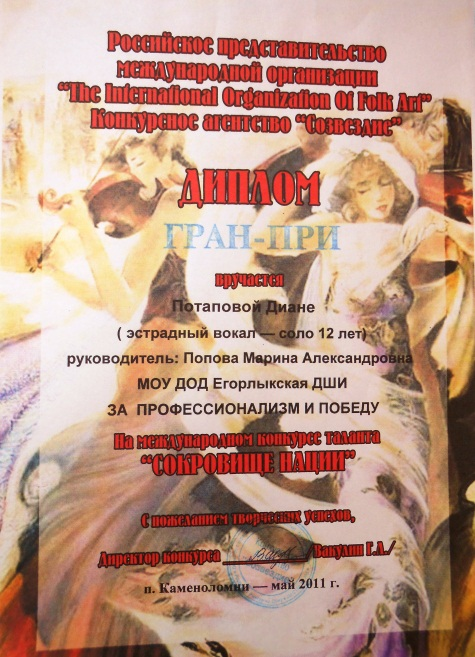 Российское представительство
международной организации
“The International Organization Of Folk Art”
Конкурсное агентство “Созвездие”
ДИПЛОМ
ГРАН-ПРИ
вручается
Потаповой Диане
( эстрадный вокал — соло 12 лет)
руководитель: Попова Марина Александровна
МОУ ДОД Егорлыкская ДШИ
ЗА ПРОФЕССИОНАЛИЗМ И ПОБЕДУ
На международном конкурсе таланта
“СОКРОВИЩЕ НАЦИИ”
С пожеланием творческих успехов,
Директор конкурса /Вакулин Г.А./
п. Каменоломни — май 2011 г.